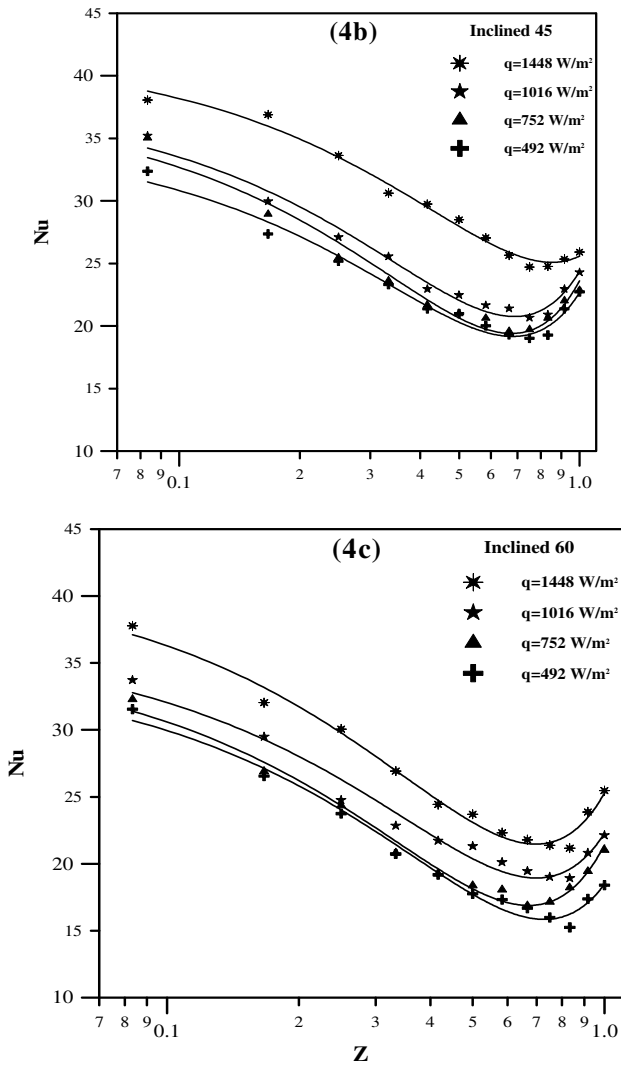 45
(4b)
Inclined 45
40
q=1448 W/m²
q=1016 W/m²
35
q=752 W/m²
q=492 W/m²
30
Nu
25
20
15
10
7 8 9 0.1 2 3 4 5 6 7 8 9 1.0
45
(4c)
Inclined 60
q=1448 W/m²
40
q=1016 W/m²
q=752 W/m²
35
q=492 W/m²
30
Nu
25
20
15
10
7 8 9 0.1 2 3 4 5 6 7 8 9 1.0
Z